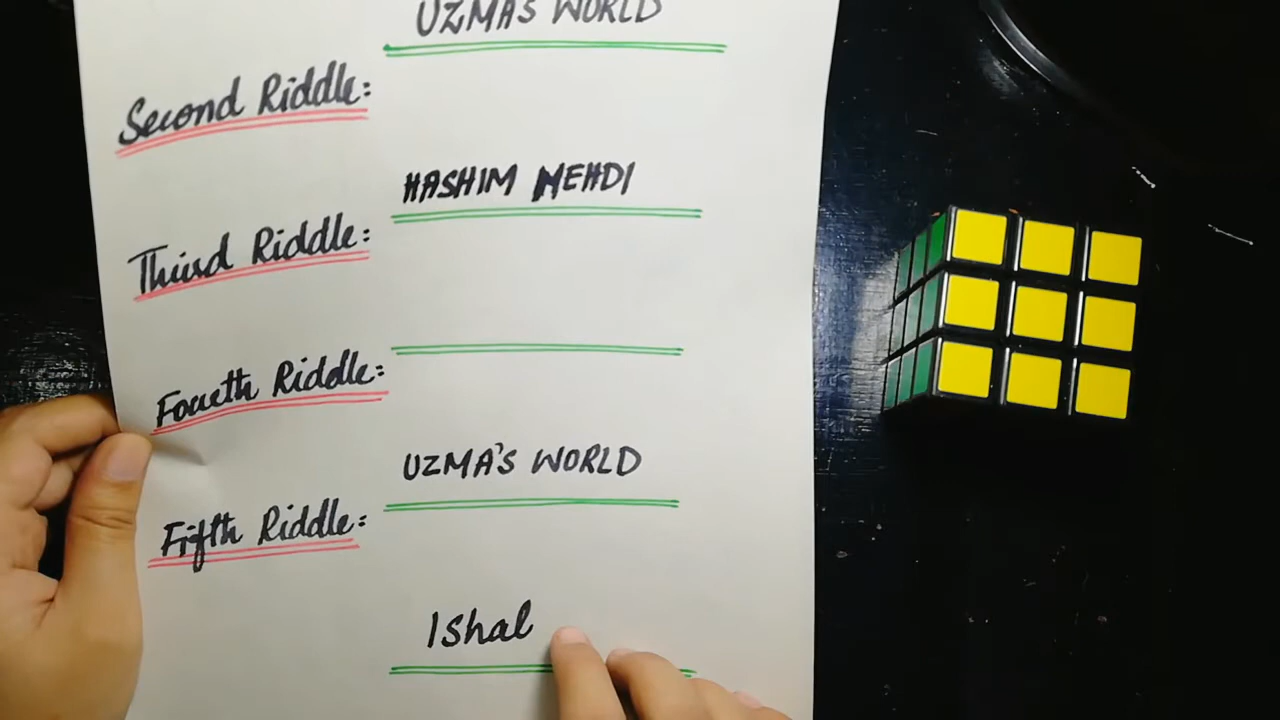 UZMA'S WORLD
Second Riddle:
HASHIM MEHDI
Third Riddle:
Fourth Riddle:
UZMA'S WORLD
Fifth Riddle:
Ishal